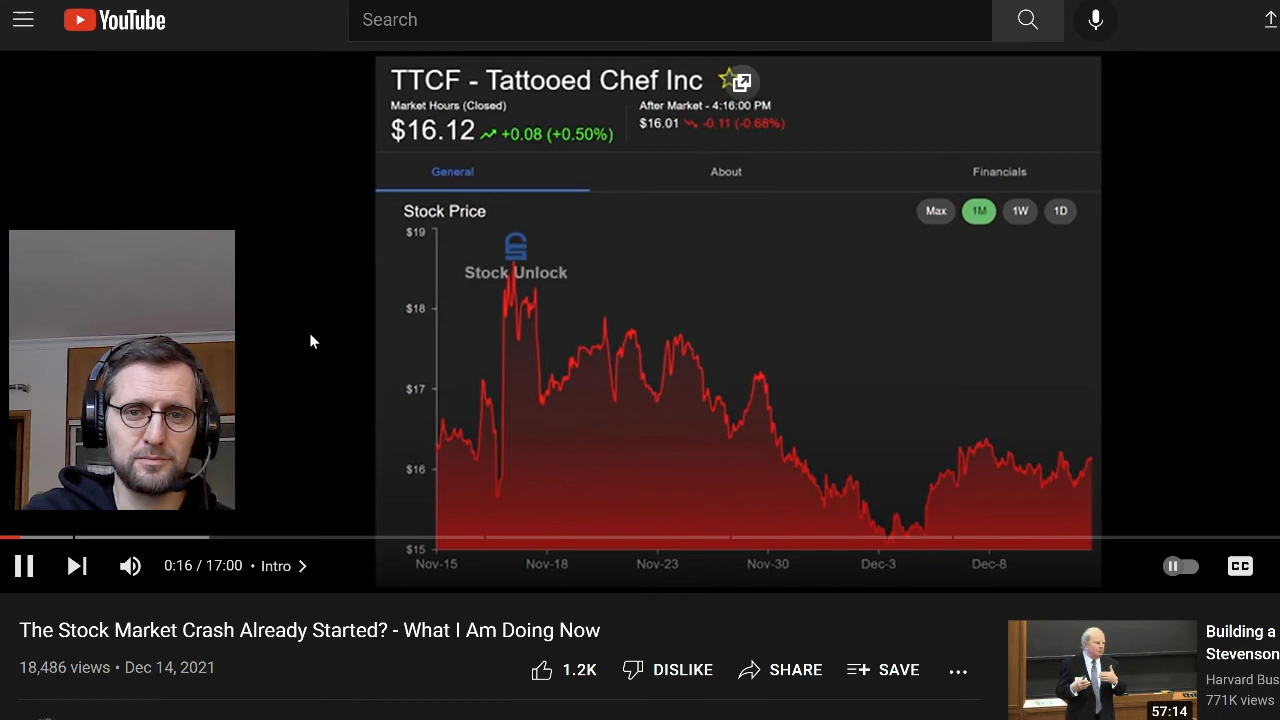 YouTube
Search
TTCF - Tattooed Chef Inc
Market Hours (Closed)
$16.12 +0.08 (+0.50%)
After Market - 4:16:00 PM
$16.01 -0.11 (-0.68%)
General
About
Financials
Stock Price
Max
1M
1W
1D
Stock Unlock
$19
$18
$17
$16
$15
Nov-15
Nov-18
Nov-23
Nov-30
Dec-3
Dec-8
0:16 / 17:00 • Intro
CC
The Stock Market Crash Already Started? - What I Am Doing Now
18,486 views • Dec 14, 2021
1.2K
DISLIKE
SHARE
SAVE
57:14
Building a
Stevenson
Harvard Bus
771K views